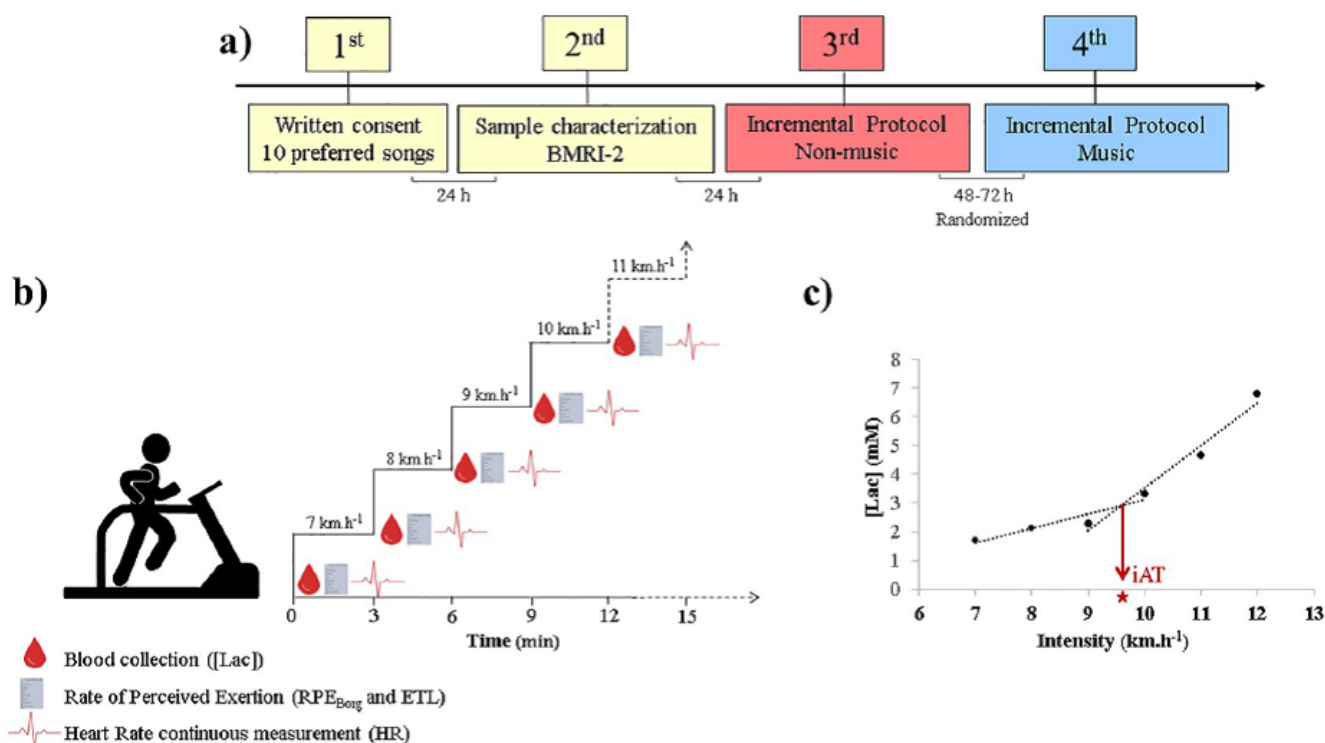 a)
1st
2nd
3rd
4th
Written consent
10 preferred songs
Sample characterization
BMRI-2
Incremental Protocol
Non-music
Incremental Protocol
Music
24 h
24 h
48-72 h
Randomized
b)
11 km.h-1
10 km.h-1
9 km.h-1
8 km.h-1
7 km.h-1
0
3
6
9
12
15
Time (min)
Blood collection ([Lac])
Rate of Perceived Exertion (RPEBorg and ETL)
Heart Rate continuous measurement (HR)
c)
[Lac] (mM)
8
7
6
5
4
3
2
1
0
iAT
6
7
8
9
10
11
12
13
Intensity (km.h-1)